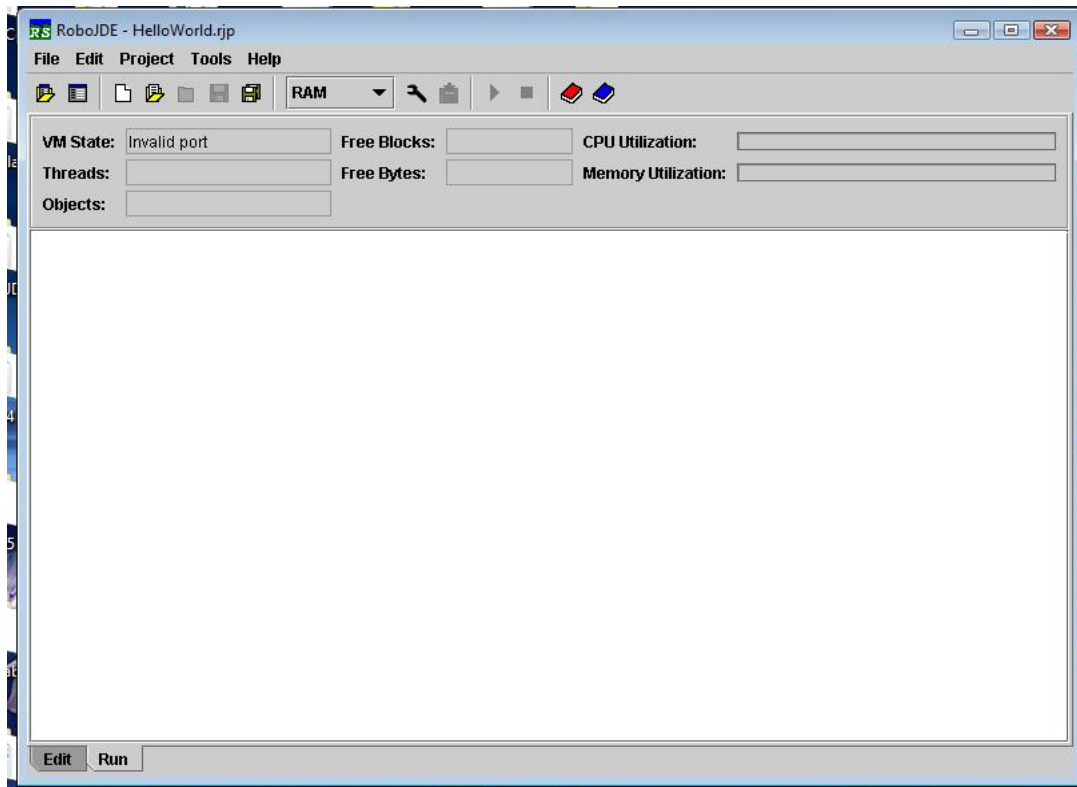 RS RoboJDE - HelloWorld.rjp
File Edit Project Tools Help
RAM
VM State: Invalid port Free Blocks: CPU Utilization:
Threads: Free Bytes: Memory Utilization:
Objects:
Edit Run